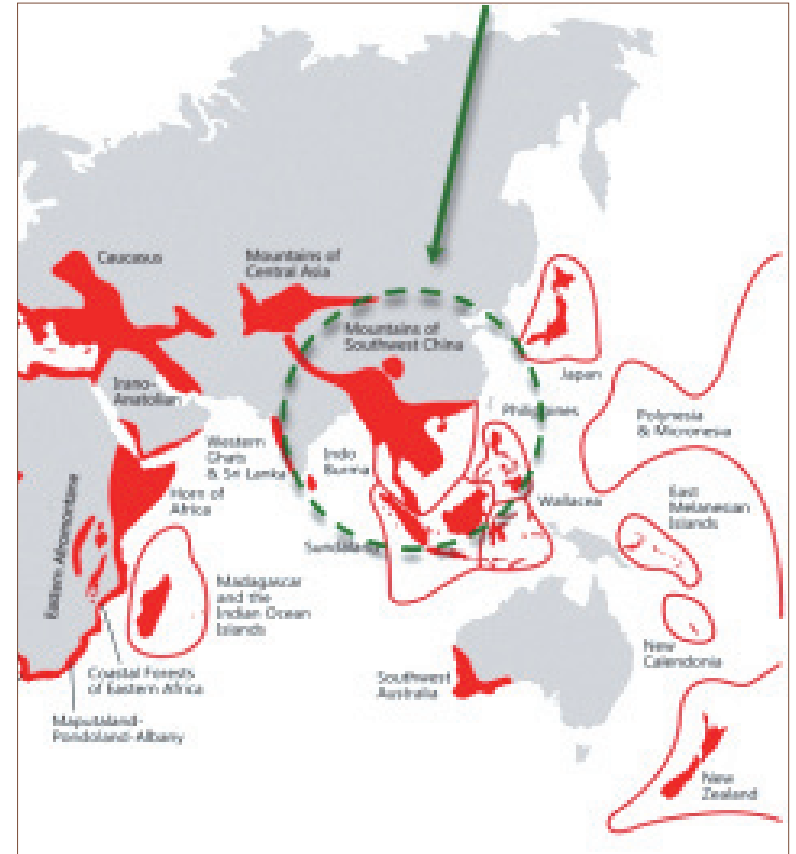 Caucasus
Mountains of
Central Asia
Mountains of
Southwest China
Japan
Irano-
Anatolian
Philippines
Polynesia
& Micronesia
Western
Ghats
& Sri Lanka
Indo
Burma
Horn of
Africa
Wallacea
East
Melanesian
Islands
Eastern Afromontane
Sundaland
Madagascar
and the
Indian Ocean
Islands
New
Calendonia
Coastal Forests
of Eastern Africa
Southwest
Australia
Maputaland-
Pondoland-Albany
New
Zealand